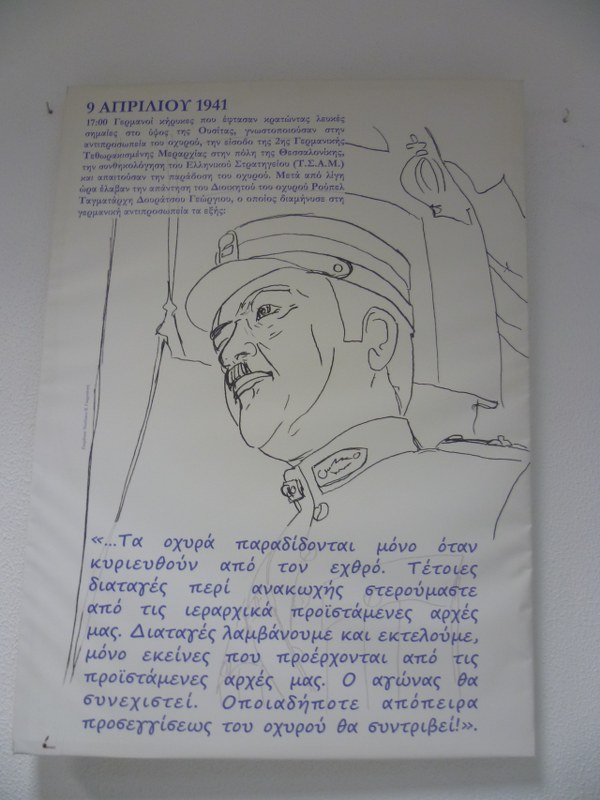 9 ΑΠΡΙΛΙΟΥ 1941
17:00 Γερμανοί κήρυκες που έφτασαν κρατώντας λευκές
σημαίες στο ύψος της Ουσίτας, γνωστοποιούσαν στην
αντιπροσωπεία του οχυρού, την είσοδο της 2ης Γερμανικής
Τεθωρακισμένης Μεραρχίας στην πόλη της Θεσσαλονίκης,
την συνθηκολόγηση του Ελληνικού Στρατηγείου (Τ.Σ.Α.Μ.)
και απαιτούσαν την παράδοση του οχυρού. Μετά από λίγη
ώρα έλαβαν την απάντηση του Διοικητού του οχυρού Ρούπελ
Ταγματάρχη Δουράτσου Γεώργιου, ο οποίος διαμήνυσε στη
γερμανική αντιπροσωπεία τα εξής:
«...Τα οχυρά παραδίδονται μόνο όταν
κυριευθούν από τον εχθρό. Τέτοιες
διαταγές περί ανακωχής στερούμαστε
από τις ιεραρχικά προϊστάμενες αρχές
μας. Διαταγές λαμβάνουμε και εκτελούμε,
μόνο εκείνες που προέρχονται από τις
προϊστάμενες αρχές μας. Ο αγώνας θα
συνεχιστεί. Οποιαδήποτε απόπειρα
προσεγγίσεως του οχυρού θα συντριβεί!».